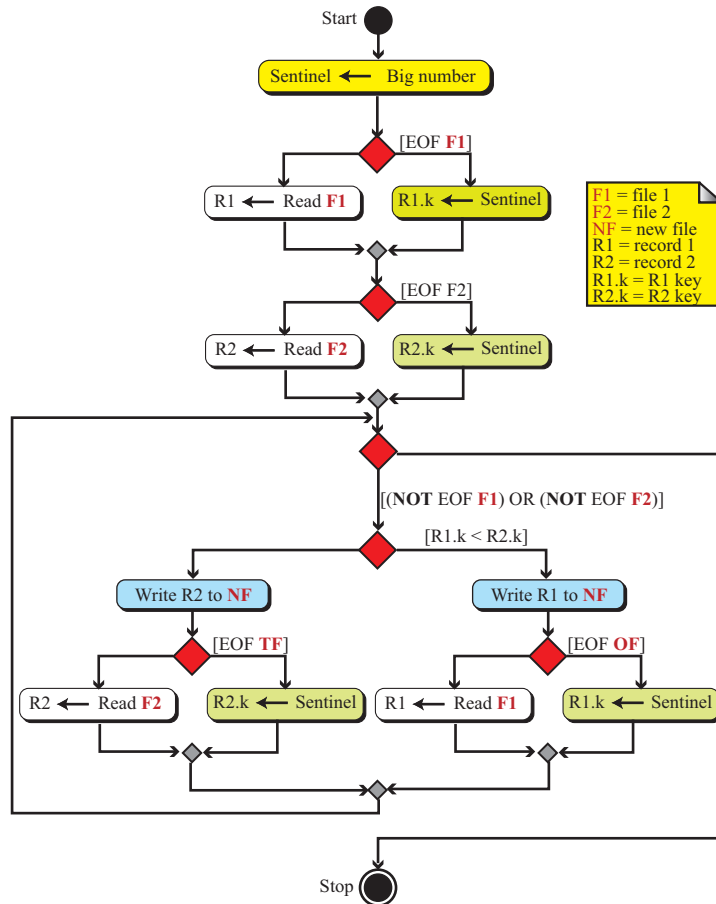 Start
Sentinel ← Big number
[EOF F1]
R1 ← Read F1
R1.k ← Sentinel
F1 = file 1
F2 = file 2
NF = new file
R1 = record 1
R2 = record 2
R1.k = R1 key
R2.k = R2 key
[EOF F2]
R2 ← Read F2
R2.k ← Sentinel
[(NOT EOF F1) OR (NOT EOF F2)]
[R1.k < R2.k]
Write R2 to NF
Write R1 to NF
[EOF TF]
[EOF OF]
R2 ← Read F2
R2.k ← Sentinel
R1 ← Read F1
R1.k ← Sentinel
Stop